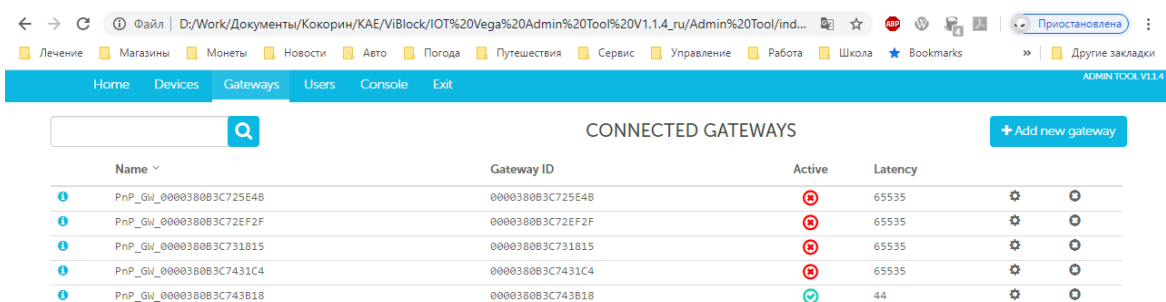 Файл | D:/Work/Документы/Кокорин/KAE/ViBlock/IOT%20Vega%20Admin%20Tool%20V1.1.4_ru/Admin%20Tool/ind... ABP 4 Приостановлена
Лечение Магазины Монеты Новости Авто Погода Путешествия Сервис Управление Работа Школа Bookmarks » Другие закладки
Home Devices Gateways Users Console Exit ADMIN TOOL V1.1.4
CONNECTED GATEWAYS + Add new gateway
Name Gateway ID Active Latency
PnP_GW_0000380B3C725E4B 0000380B3C725E4B 65535
PnP_GW_0000380B3C72EF2F 0000380B3C72EF2F 65535
PnP_GW_0000380B3C731815 0000380B3C731815 65535
PnP_GW_0000380B3C7431C4 0000380B3C7431C4 65535
PnP_GW_0000380B3C743B18 0000380B3C743B18 44